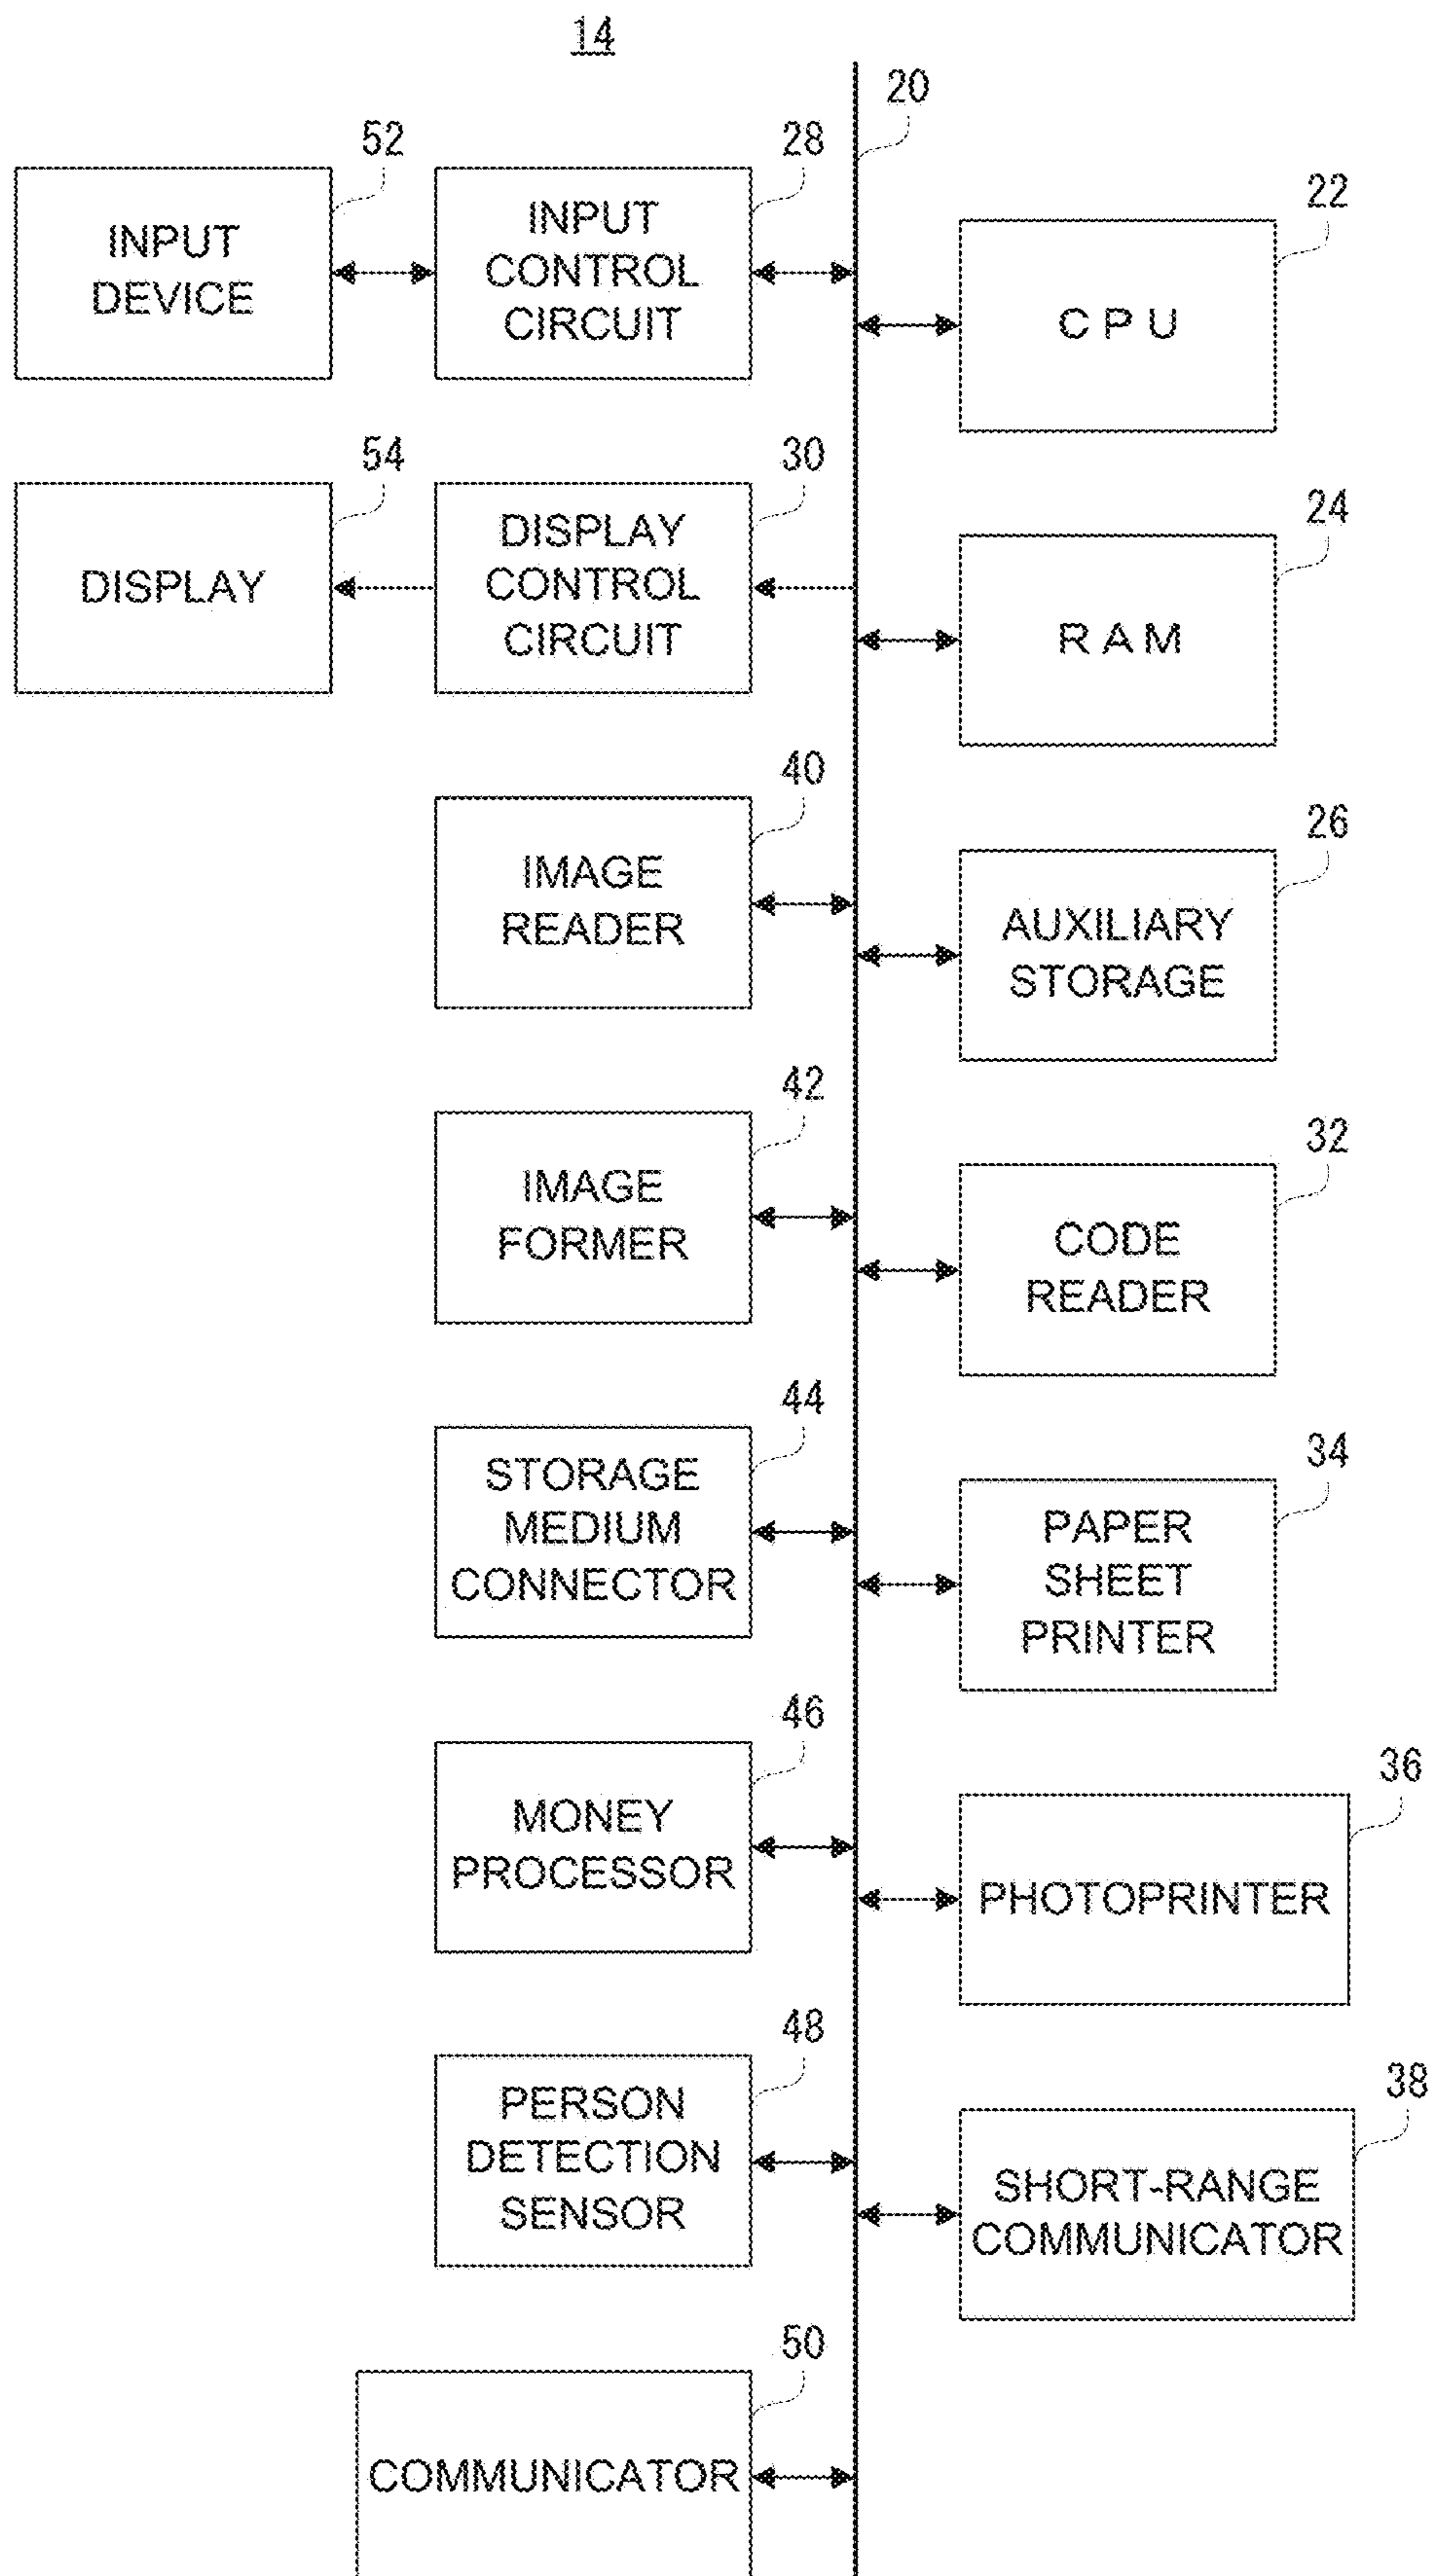 14
20
52
INPUT
DEVICE
28
INPUT
CONTROL
CIRCUIT
22
C P U
54
DISPLAY
30
DISPLAY
CONTROL
CIRCUIT
24
R A M
40
IMAGE
READER
26
AUXILIARY
STORAGE
42
IMAGE
FORMER
32
CODE
READER
44
STORAGE
MEDIUM
CONNECTOR
34
PAPER
SHEET
PRINTER
46
MONEY
PROCESSOR
36
PHOTOPRINTER
48
PERSON
DETECTION
SENSOR
38
SHORT-RANGE
COMMUNICATOR
50
COMMUNICATOR